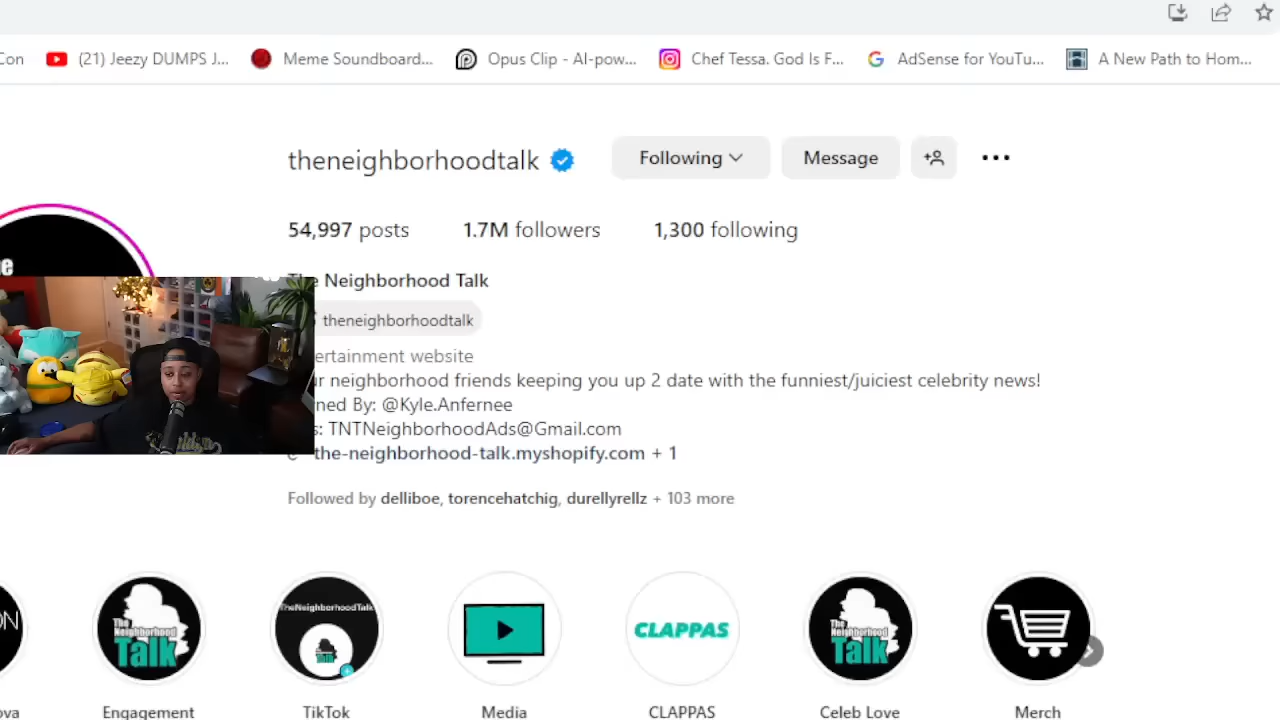 Con
(21) Jeezy DUMPS J...
Meme Soundboard...
Opus Clip - AI-pow...
Chef Tessa. God Is F...
AdSense for YouTu...
A New Path to Hom...
theneighborhoodtalk
Following
Message
54,997 posts
1.7M followers
1,300 following
The Neighborhood Talk
theneighborhoodtalk
ertainment website
r neighborhood friends keeping you up 2 date with the funniest/juiciest celebrity news!
ned By: @Kyle.Anfernee
s: TNTNeighborhoodAds@Gmail.com
the-neighborhood-talk.myshopify.com + 1
Followed by delliboe, torencehatchig, durellyrellz + 103 more
ON
The Neighborhood
Talk
TheNeighborhoodTalk
Talk
CLAPPAS
The Neighborhood
Talk
ova
Engagement
TikTok
Media
CLAPPAS
Celeb Love
Merch